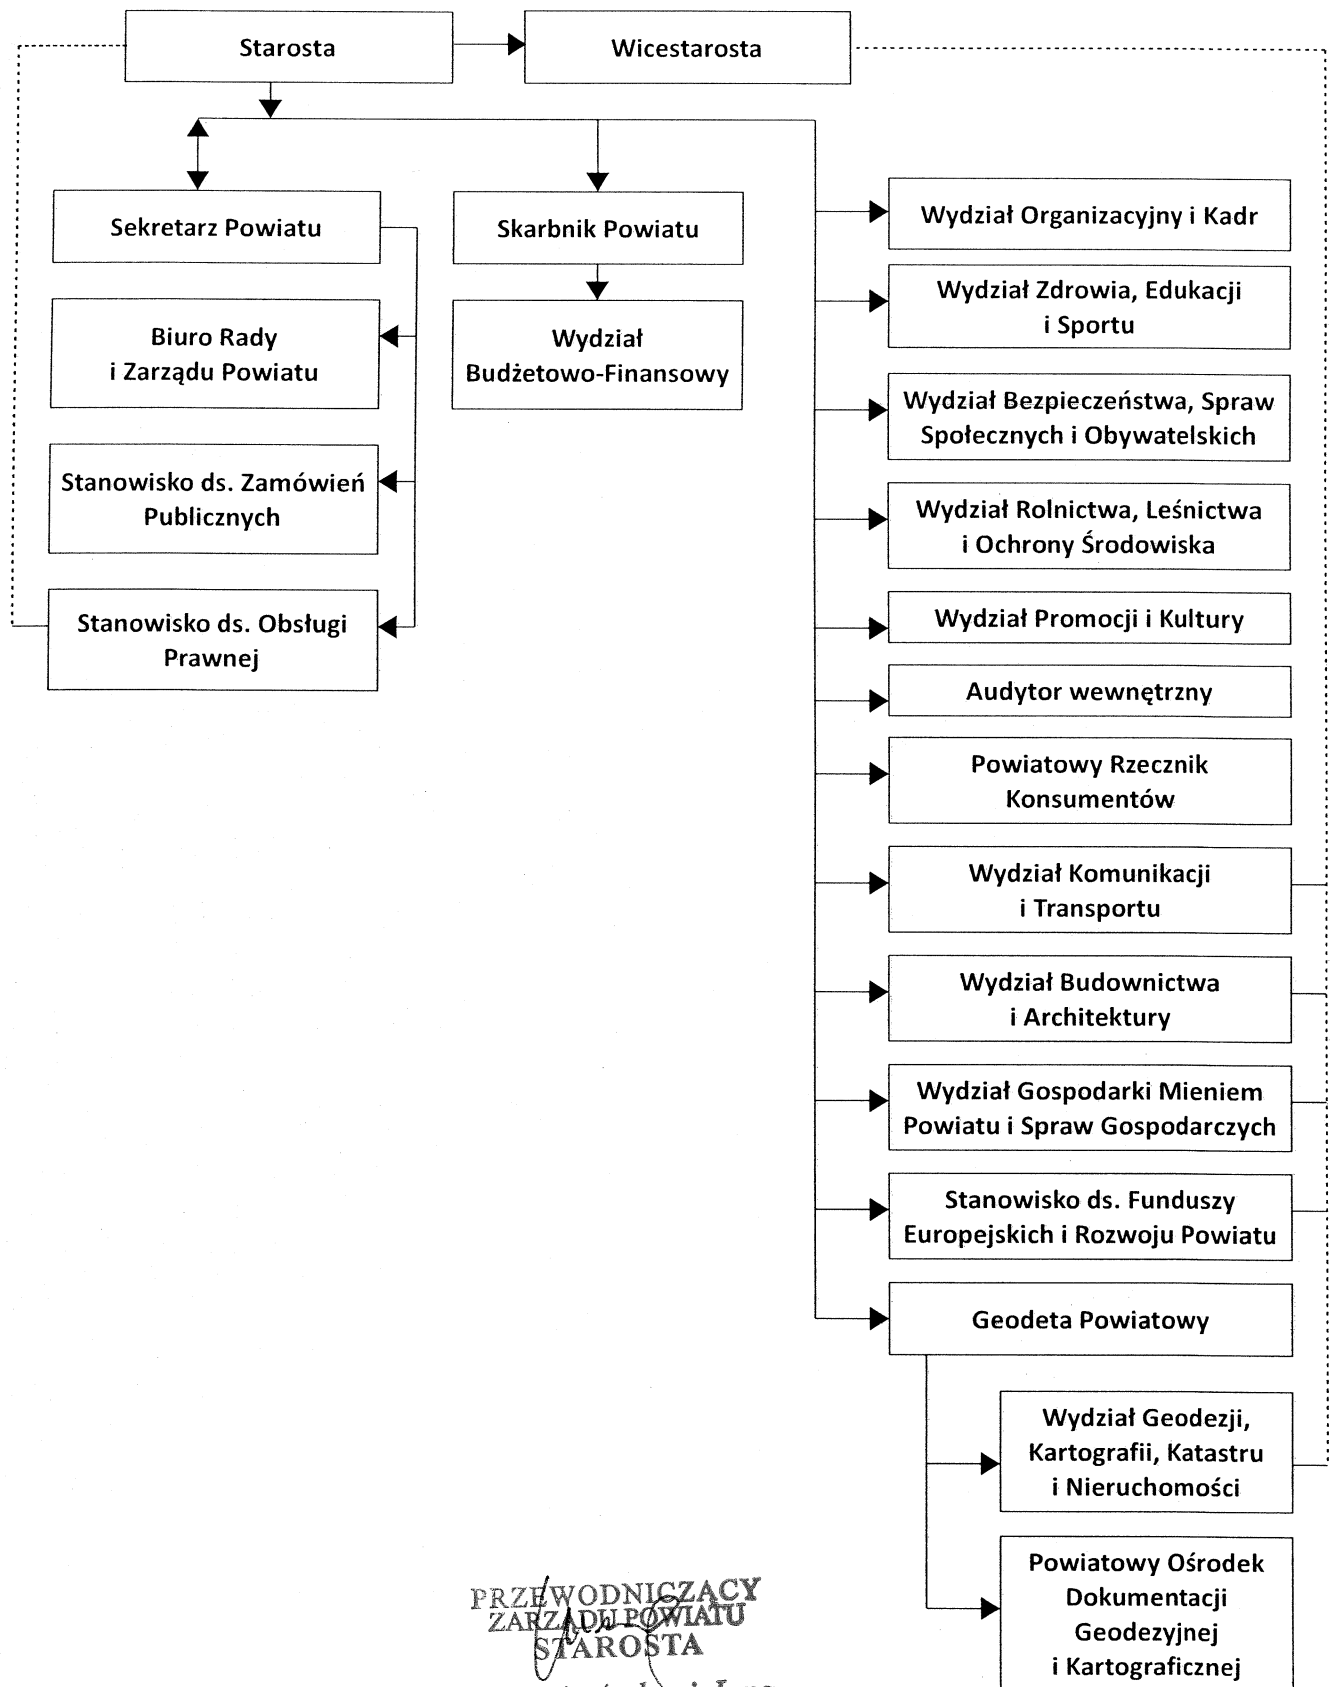 Starosta
Wicestarosta
Sekretarz Powiatu
Skarbnik Powiatu
Biuro Rady
i Zarządu Powiatu
Wydział
Budżetowo-Finansowy
Stanowisko ds. Zamówień
Publicznych
Stanowisko ds. Obsługi
Prawnej
Wydział Organizacyjny i Kadr
Wydział Zdrowia, Edukacji
i Sportu
Wydział Bezpieczeństwa, Spraw
Społecznych i Obywatelskich
Wydział Rolnictwa, Leśnictwa
i Ochrony Środowiska
Wydział Promocji i Kultury
Audytor wewnętrzny
Powiatowy Rzecznik
Konsumentów
Wydział Komunikacji
i Transportu
Wydział Budownictwa
i Architektury
Wydział Gospodarki Mieniem
Powiatu i Spraw Gospodarczych
Stanowisko ds. Funduszy
Europejskich i Rozwoju Powiatu
Geodeta Powiatowy
Wydział Geodezji,
Kartografii, Katastru
i Nieruchomości
Powiatowy Ośrodek
Dokumentacji
Geodezyjnej
i Kartograficznej
PRZEWODNICZĄCY
ZARZĄDU POWIATU
STAROSTA